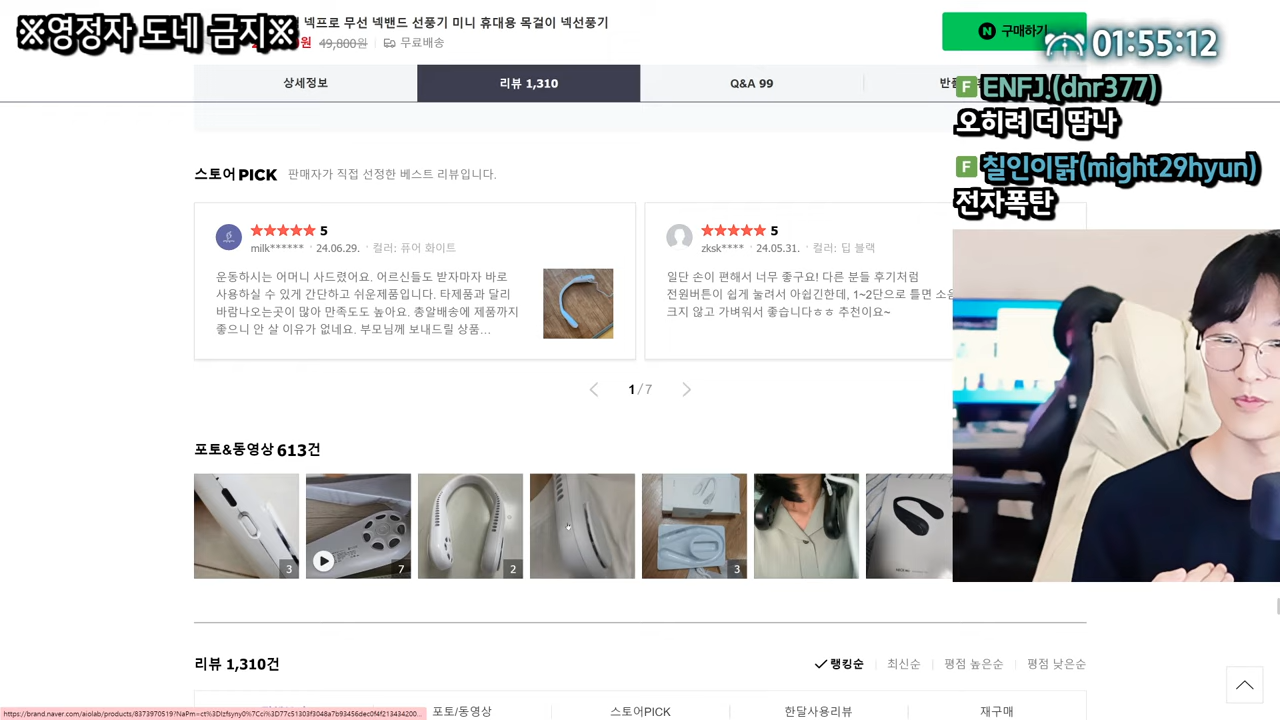 ※영정자 도네 금지※
넥프로 무선 넥밴드 선풍기 미니 휴대용 목걸이 넥선풍기
원 49,800원 무료배송
N 구매하기
01:55:12
상세정보
리뷰 1,310
Q&A 99
F ENFJ.(dnr377)
오히려 더 땀나
F 칠인이닭(might29hyun)
전자폭탄
스토어PICK 판매자가 직접 선정한 베스트 리뷰입니다.
★★★★★ 5
milk****** · 24.06.29. · 컬러: 퓨어 화이트
운동하시는 어머니 사드렸어요. 어르신들도 받자마자 바로
사용하실 수 있게 간단하고 쉬운제품입니다. 타제품과 달리
바람나오는곳이 많아 만족도도 높아요. 총알배송에 제품까지
좋으니 안 살 이유가 없네요. 부모님께 보내드릴 상품...
★★★★★ 5
zksk**** · 24.05.31. · 컬러: 딥 블랙
일단 손이 편해서 너무 좋구요! 다른 분들 후기처럼
전원버튼이 쉽게 눌려서 아쉽긴한데, 1~2단으로 틀면 소음
크지 않고 가벼워서 좋습니다ㅎㅎ 추천이요~
1/7
포토&동영상 613건
3
7
2
3
리뷰 1,310건
랭킹순
최신순
평점 높은순
평점 낮은순
포토/동영상
스토어PICK
한달사용리뷰
재구매